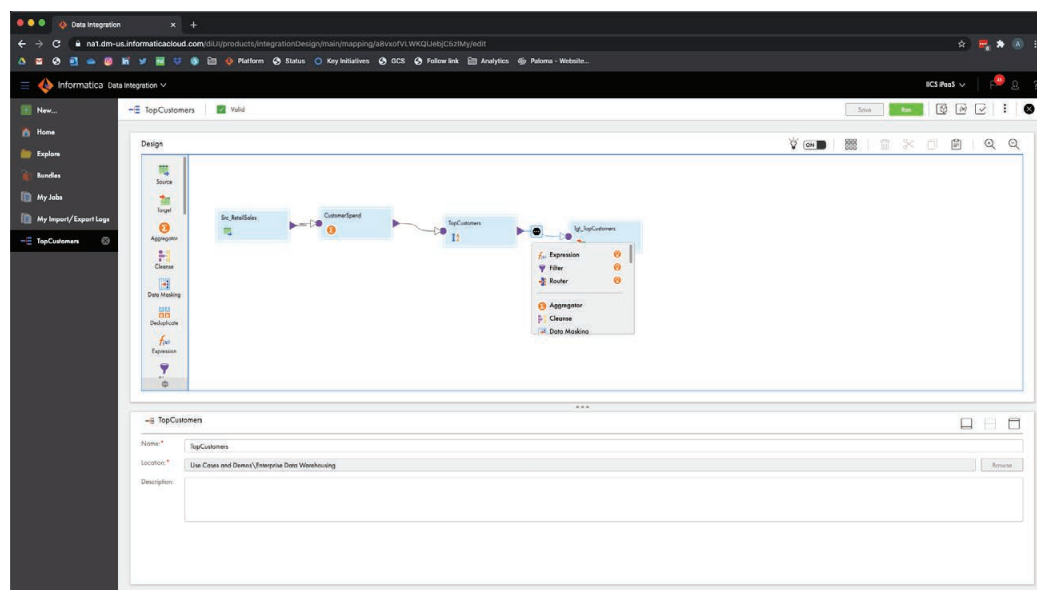 Data Integration × +
na1.dm-us.informaticacloud.com/diUI/products/integrationDesign/main/mapping/a8vxofVLWKQUebjC6zIMy/edit
Platform Status Key Initiatives GCS Follow link Analytics Paloma - Website...
Informatica Data Integration IICS iPaaS
New... TopCustomers Valid Save Run
Home
Explore
Bundles
My Jobs
My Import/Export Logs
TopCustomers
Design ON
Source
Target
Aggregator
Cleanse
Data Masking
Deduplicate
f(x)
Expression
Src_RetailSales
CustomerSpend
TopCustomers
Tgt_TopCustomers
Expression
Filter
Router
Aggregator
Cleanse
Data Masking
TopCustomers
Name:* TopCustomers
Location:* Use Cases and Demos\Enterprise Data Warehousing Browse
Description: